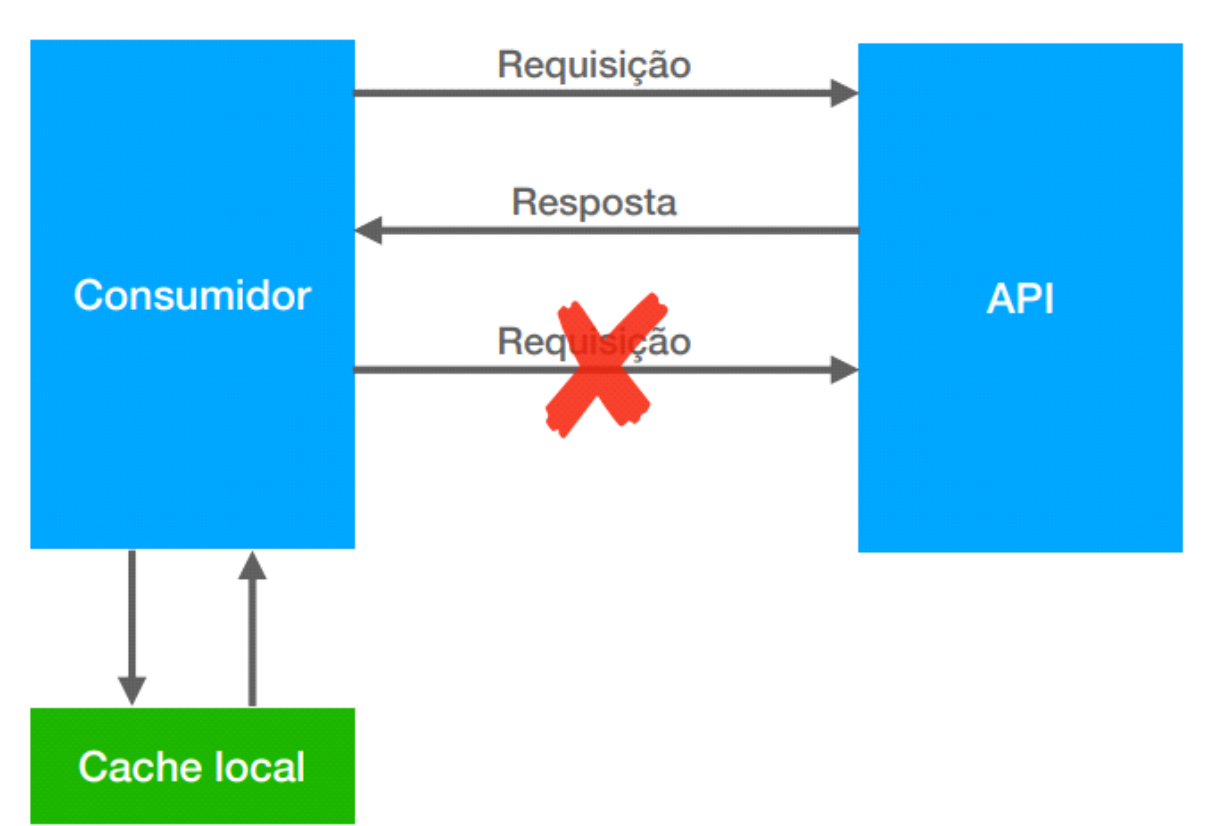 Requisição
Resposta
Consumidor
API
Requisição
Cache local